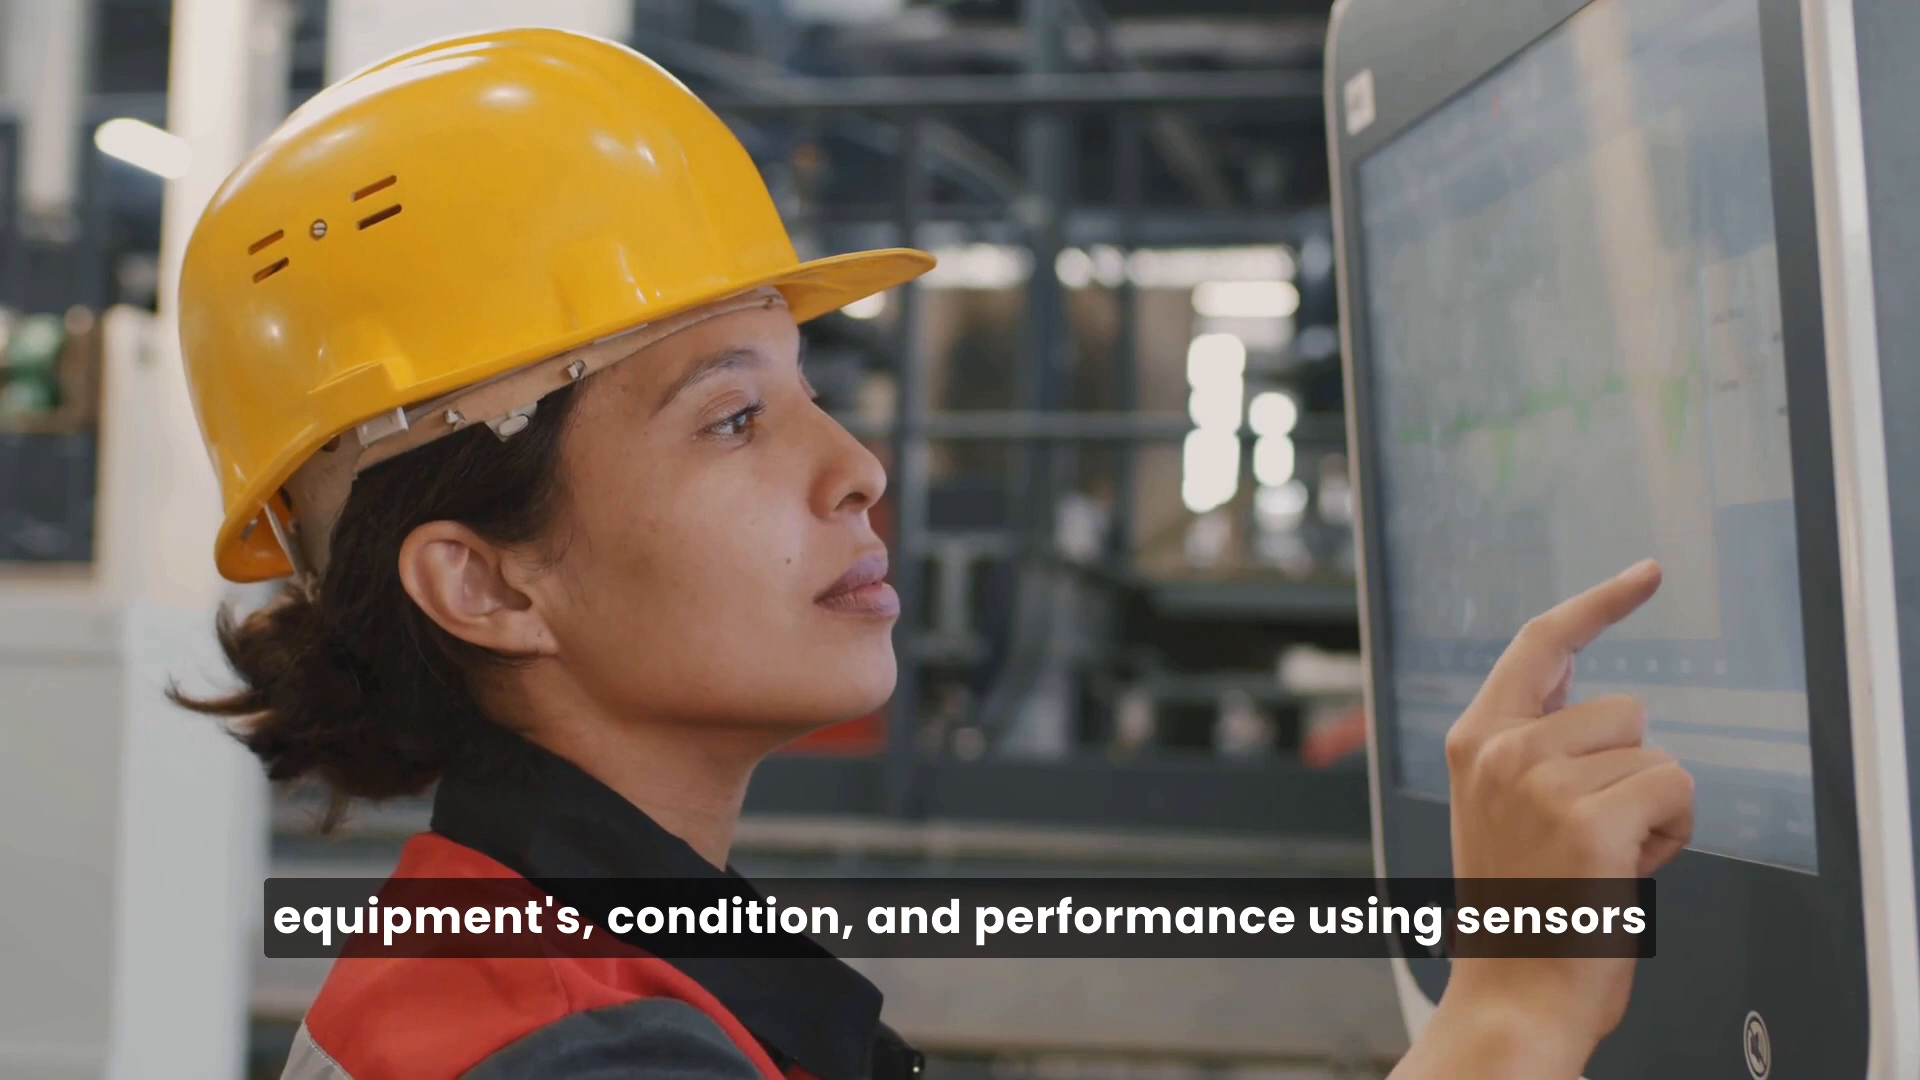 equipment's, condition, and performance using sensors